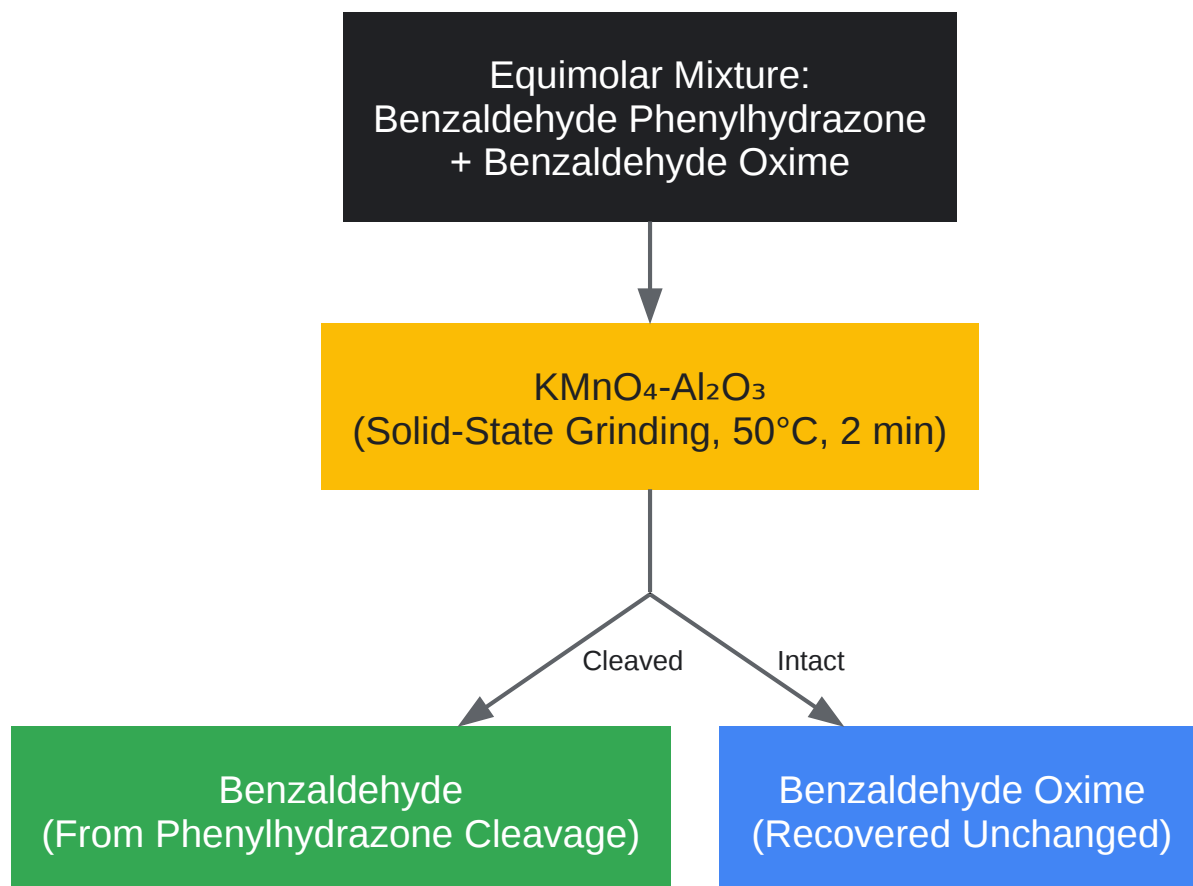 Equimolar Mixture:
Benzaldehyde Phenylhydrazone
+ Benzaldehyde Oxime
KMnO₄-Al₂O₃
(Solid-State Grinding, 50°C, 2 min)
Cleaved
Intact
Benzaldehyde
(From Phenylhydrazone Cleavage)
Benzaldehyde Oxime
(Recovered Unchanged)